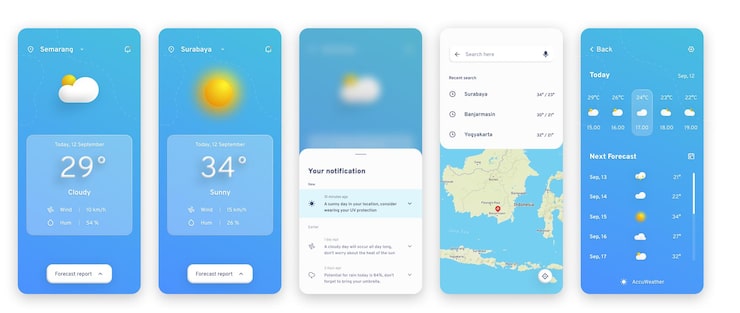 Semarang
Today, 12 September
29°
Cloudy
Wind | 10 km/h
Hum | 54 %
Forecast report
Surabaya
Today, 12 September
34°
Sunny
Wind | 15 km/h
Hum | 26 %
Forecast report
Your notification
New
10 minutes ago
A sunny day in your location, consider
wearing your UV protection
Earlier
1 day ago
A cloudy day will occur all day long,
don't worry about the heat of the sun
2 days ago
Potential for rain today is 84%, don't
forget to bring your umbrella.
Search here
Recent search
Surabaya 34° / 23°
Banjarmasin 30° / 27°
Yogyakarta 32° / 21°
Indonesia
Back
Today Sep, 12
29°C 26°C 24°C 23°C 22°C
15.00 16.00 17.00 18.00 19.00
Next Forecast
Sep, 13 21°
Sep, 14 22°
Sep, 15 34°
Sep, 16 27°
Sep, 17 32°
AccuWeather